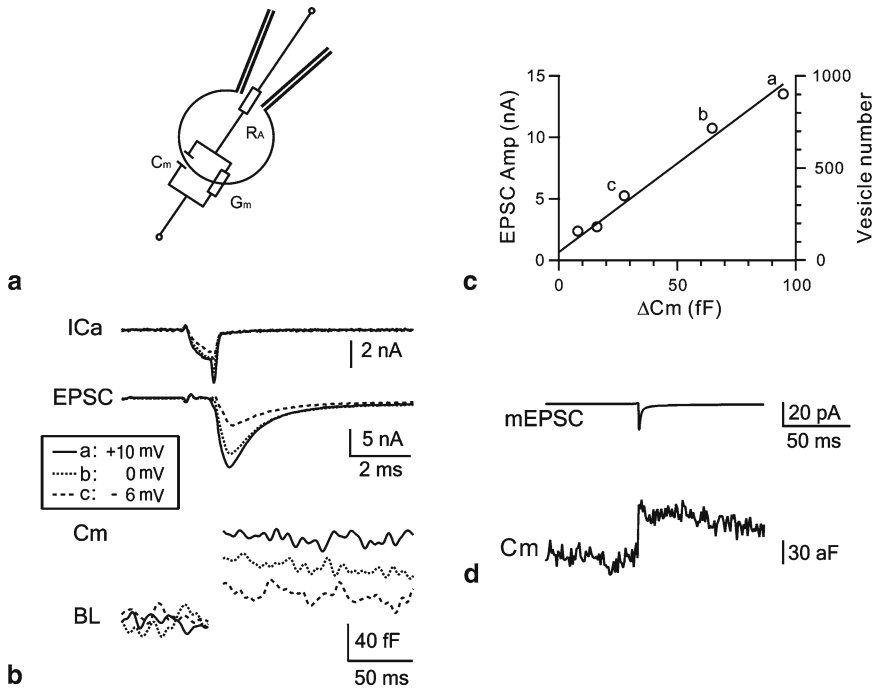 RA
Cm
Gm
a
15
10
5
0
EPSC Amp (nA)
a
b
c
1000
500
0
Vesicle number
0
50
100
ΔCm (fF)
c
ICa
2 nA
EPSC
5 nA
2 ms
a: +10 mV
b: 0 mV
c: - 6 mV
Cm
BL
40 fF
50 ms
b
mEPSC
20 pA
50 ms
Cm
30 aF
d